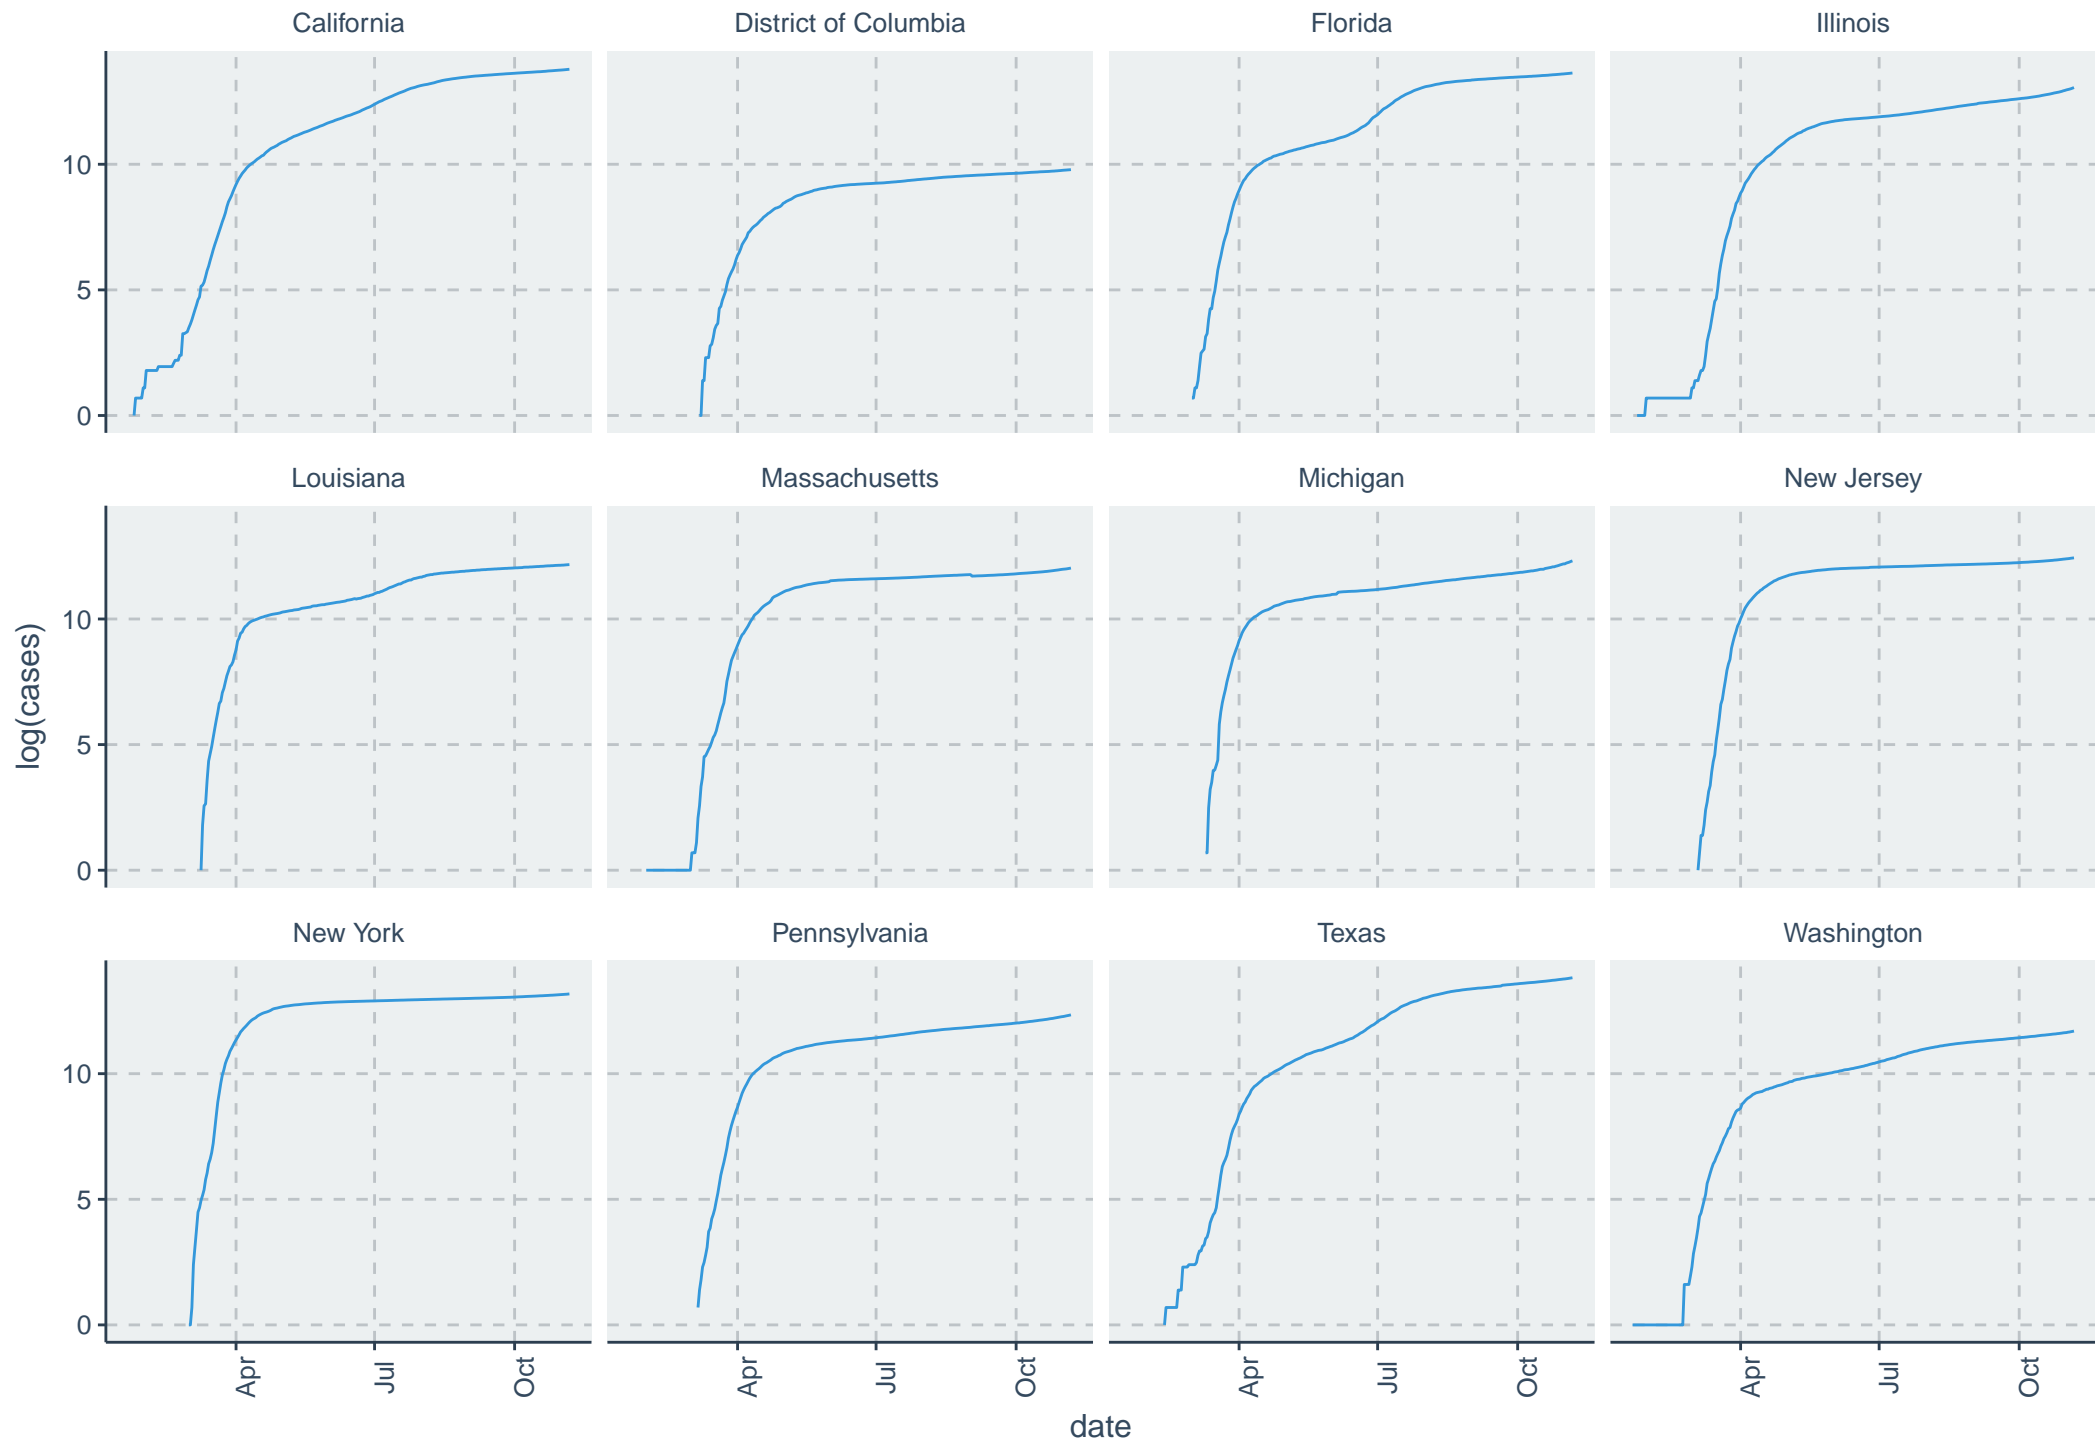 California District of Columbia Florida Illinois
10
5
0
Louisiana Massachusetts Michigan New Jersey
10
5
0
log(cases)
New York Pennsylvania Texas Washington
10
5
0
Apr Jul Oct Apr Jul Oct Apr Jul Oct Apr Jul Oct
date